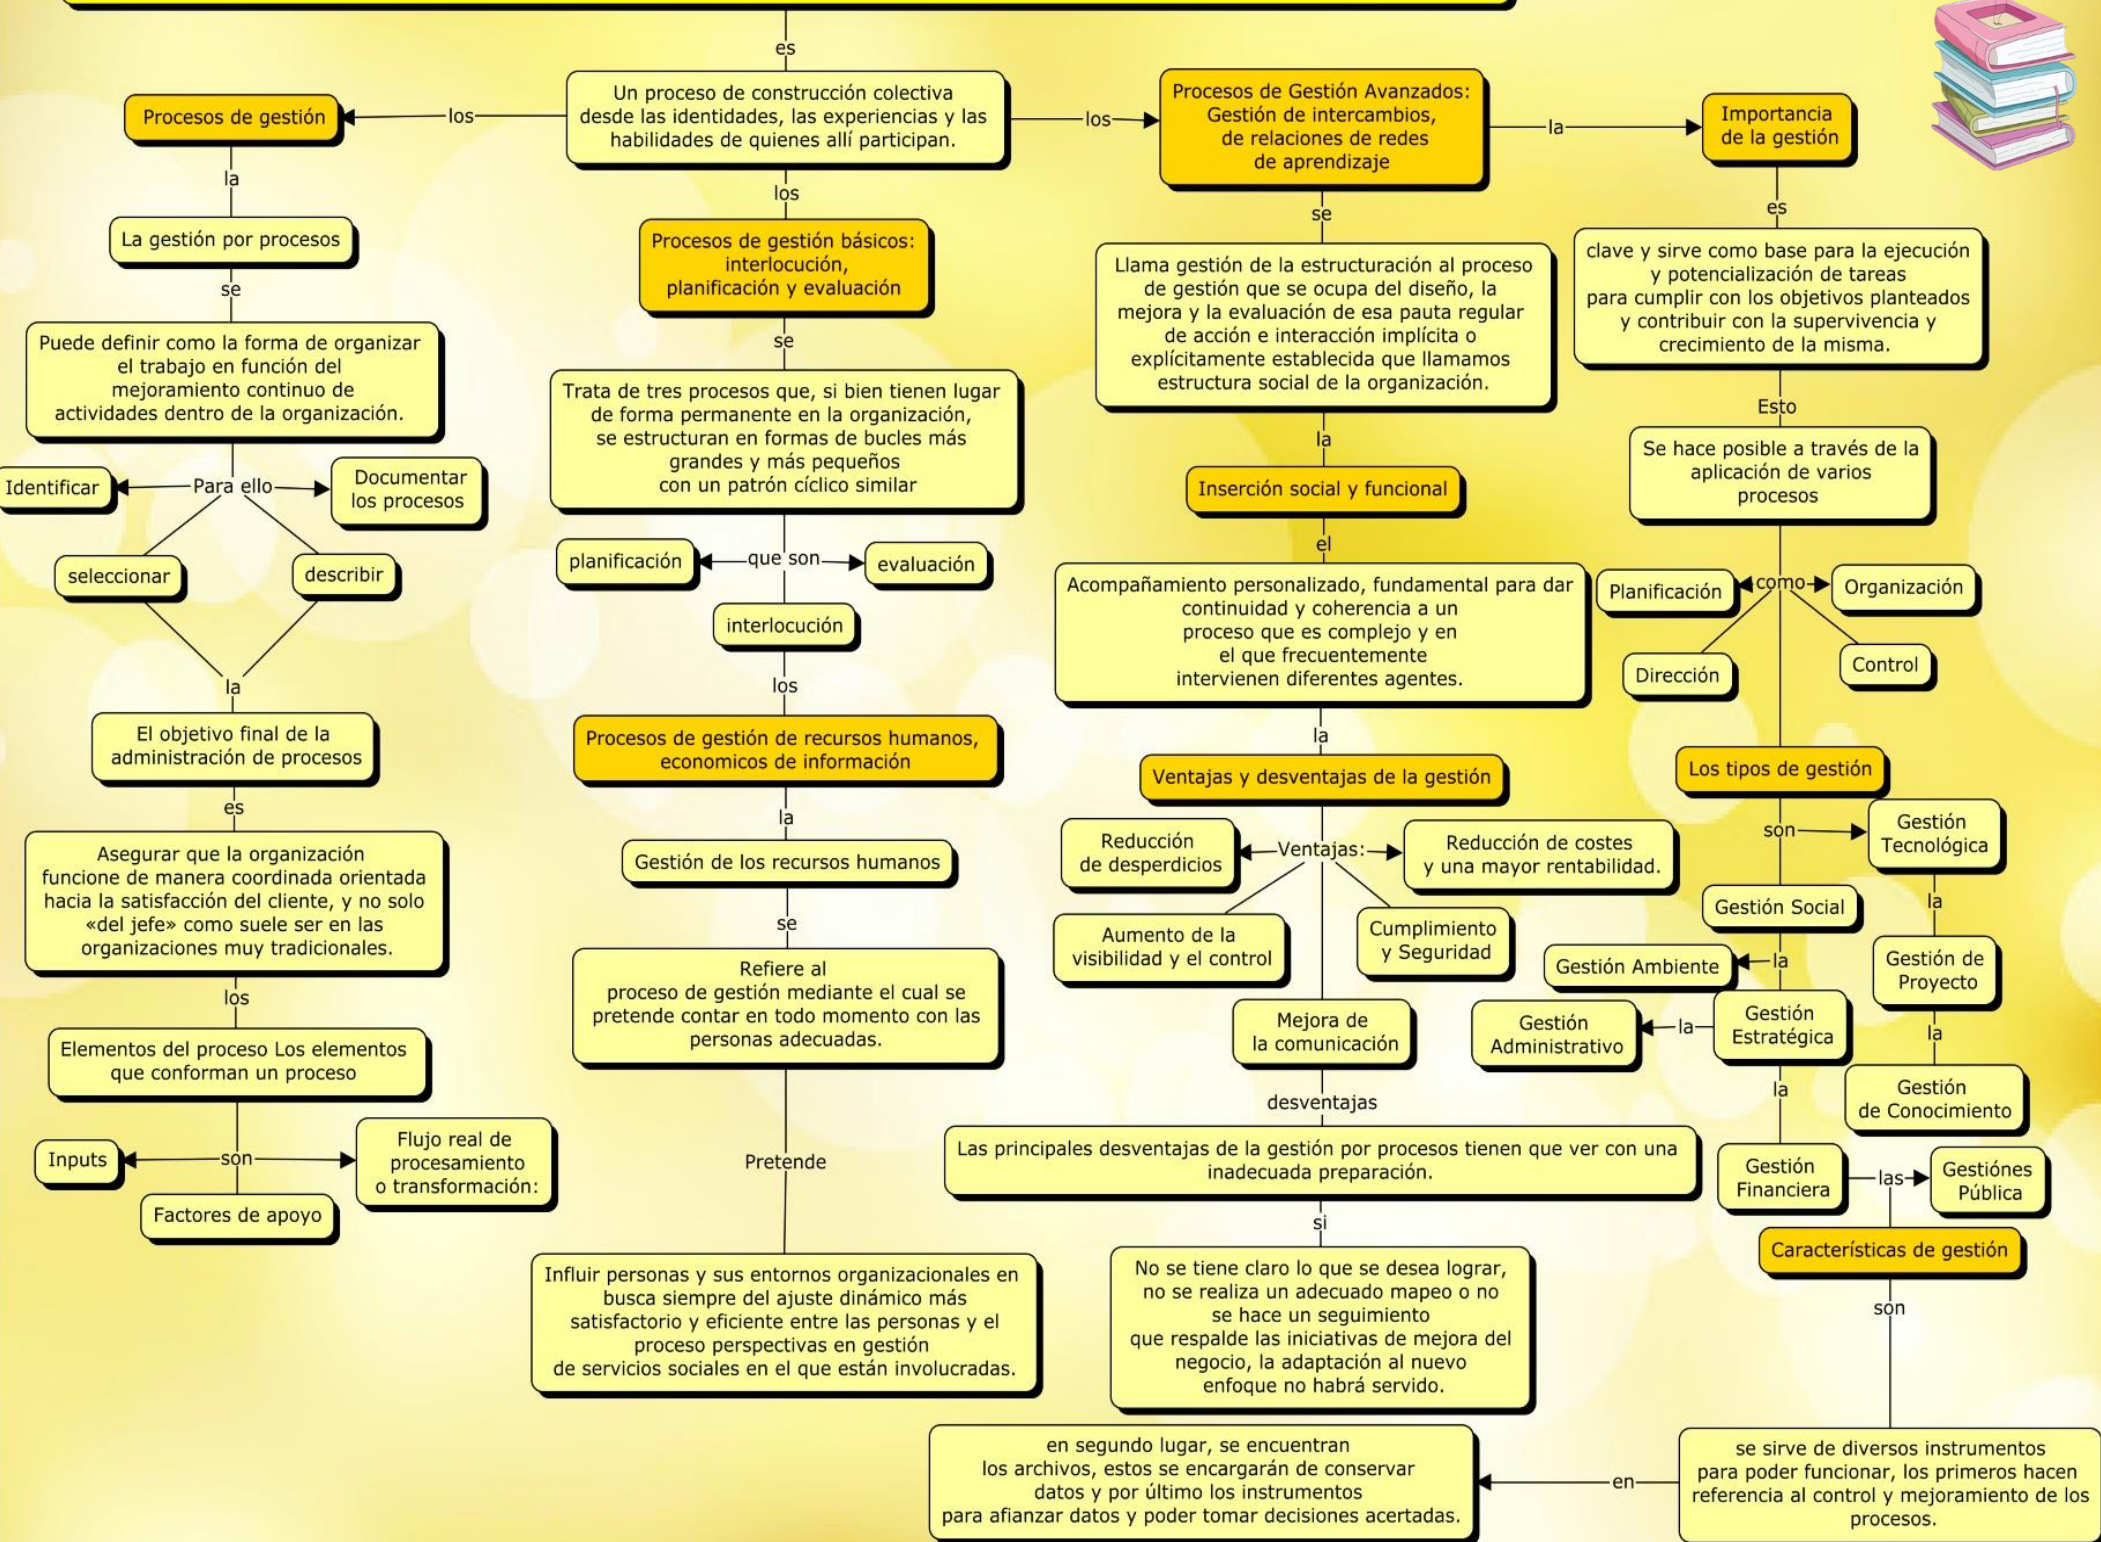 es
Un proceso de construcción colectiva
desde las identidades, las experiencias y las
habilidades de quienes allí participan.
los
Procesos de gestión
la
La gestión por procesos
se
Puede definir como la forma de organizar
el trabajo en función del
mejoramiento continuo de
actividades dentro de la organización.
Para ello
Identificar
Documentar
los procesos
seleccionar
describir
la
El objetivo final de la
administración de procesos
es
Asegurar que la organización
funcione de manera coordinada orientada
hacia la satisfacción del cliente, y no solo
«del jefe» como suele ser en las
organizaciones muy tradicionales.
los
Elementos del proceso Los elementos
que conforman un proceso
son
Inputs
Flujo real de
procesamiento
o transformación:
Factores de apoyo
los
Procesos de gestión básicos:
interlocución,
planificación y evaluación
se
Trata de tres procesos que, si bien tienen lugar
de forma permanente en la organización,
se estructuran en formas de bucles más
grandes y más pequeños
con un patrón cíclico similar
que son
planificación
evaluación
interlocución
los
Procesos de gestión de recursos humanos,
economicos de información
la
Gestión de los recursos humanos
se
Refiere al
proceso de gestión mediante el cual se
pretende contar en todo momento con las
personas adecuadas.
Pretende
Influir personas y sus entornos organizacionales en
busca siempre del ajuste dinámico más
satisfactorio y eficiente entre las personas y el
proceso perspectivas en gestión
de servicios sociales en el que están involucradas.
los
Procesos de Gestión Avanzados:
Gestión de intercambios,
de relaciones de redes
de aprendizaje
se
Llama gestión de la estructuración al proceso
de gestión que se ocupa del diseño, la
mejora y la evaluación de esa pauta regular
de acción e interacción implícita o
explícitamente establecida que llamamos
estructura social de la organización.
la
Inserción social y funcional
el
Acompañamiento personalizado, fundamental para dar
continuidad y coherencia a un
proceso que es complejo y en
el que frecuentemente
intervienen diferentes agentes.
la
Ventajas y desventajas de la gestión
Ventajas:
Reducción
de desperdicios
Reducción de costes
y una mayor rentabilidad.
Aumento de la
visibilidad y el control
Cumplimiento
y Seguridad
Mejora de
la comunicación
desventajas
Las principales desventajas de la gestión por procesos tienen que ver con una
inadecuada preparación.
si
No se tiene claro lo que se desea lograr,
no se realiza un adecuado mapeo o no
se hace un seguimiento
que respalde las iniciativas de mejora del
negocio, la adaptación al nuevo
enfoque no habrá servido.
la
Importancia
de la gestión
es
clave y sirve como base para la ejecución
y potencialización de tareas
para cumplir con los objetivos planteados
y contribuir con la supervivencia y
crecimiento de la misma.
Esto
Se hace posible a través de la
aplicación de varios
procesos
como
Planificación
Organización
Dirección
Control
Los tipos de gestión
son
Gestión
Tecnológica
la
Gestión de
Proyecto
la
Gestión
de Conocimiento
Gestión Social
la
Gestión Ambiente
Gestión
Estratégica
la
Gestión
Administrativo
la
Gestión
Financiera
las
Gestiónes
Pública
Características de gestión
son
se sirve de diversos instrumentos
para poder funcionar, los primeros hacen
referencia al control y mejoramiento de los
procesos.
en
en segundo lugar, se encuentran
los archivos, estos se encargarán de conservar
datos y por último los instrumentos
para afianzar datos y poder tomar decisiones acertadas.